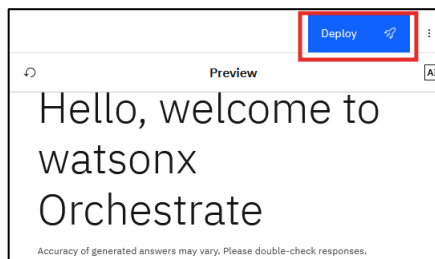 Deploy
Preview
Hello, welcome to
watsonx
Orchestrate
Accuracy of generated answers may vary. Please double-check responses.